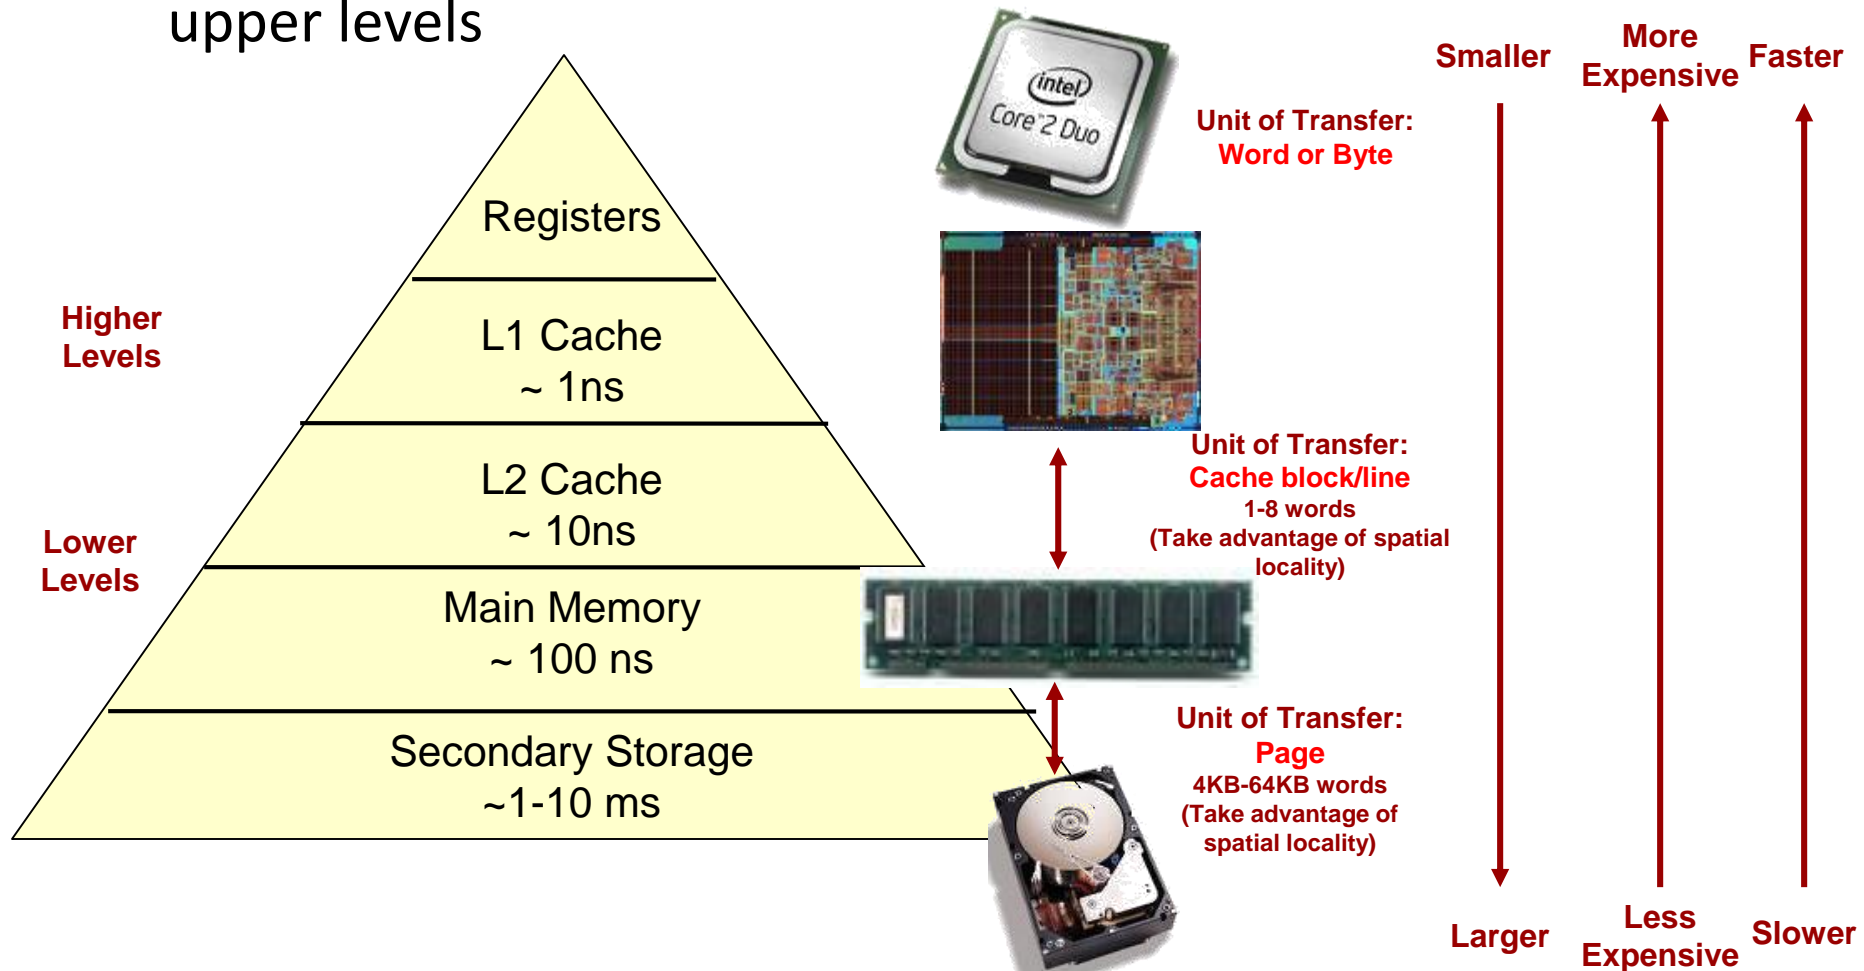 upper levels
Registers
L1 Cache
~ 1ns
L2 Cache
~ 10ns
Main Memory
~ 100 ns
Secondary Storage
~1-10 ms
Higher
Levels
Lower
Levels
intel
Core™2 Duo
Unit of Transfer:
Word or Byte
Unit of Transfer:
Cache block/line
1-8 words
(Take advantage of spatial
locality)
Unit of Transfer:
Page
4KB-64KB words
(Take advantage of
spatial locality)
Smaller
More
Expensive
Faster
Larger
Less
Expensive
Slower